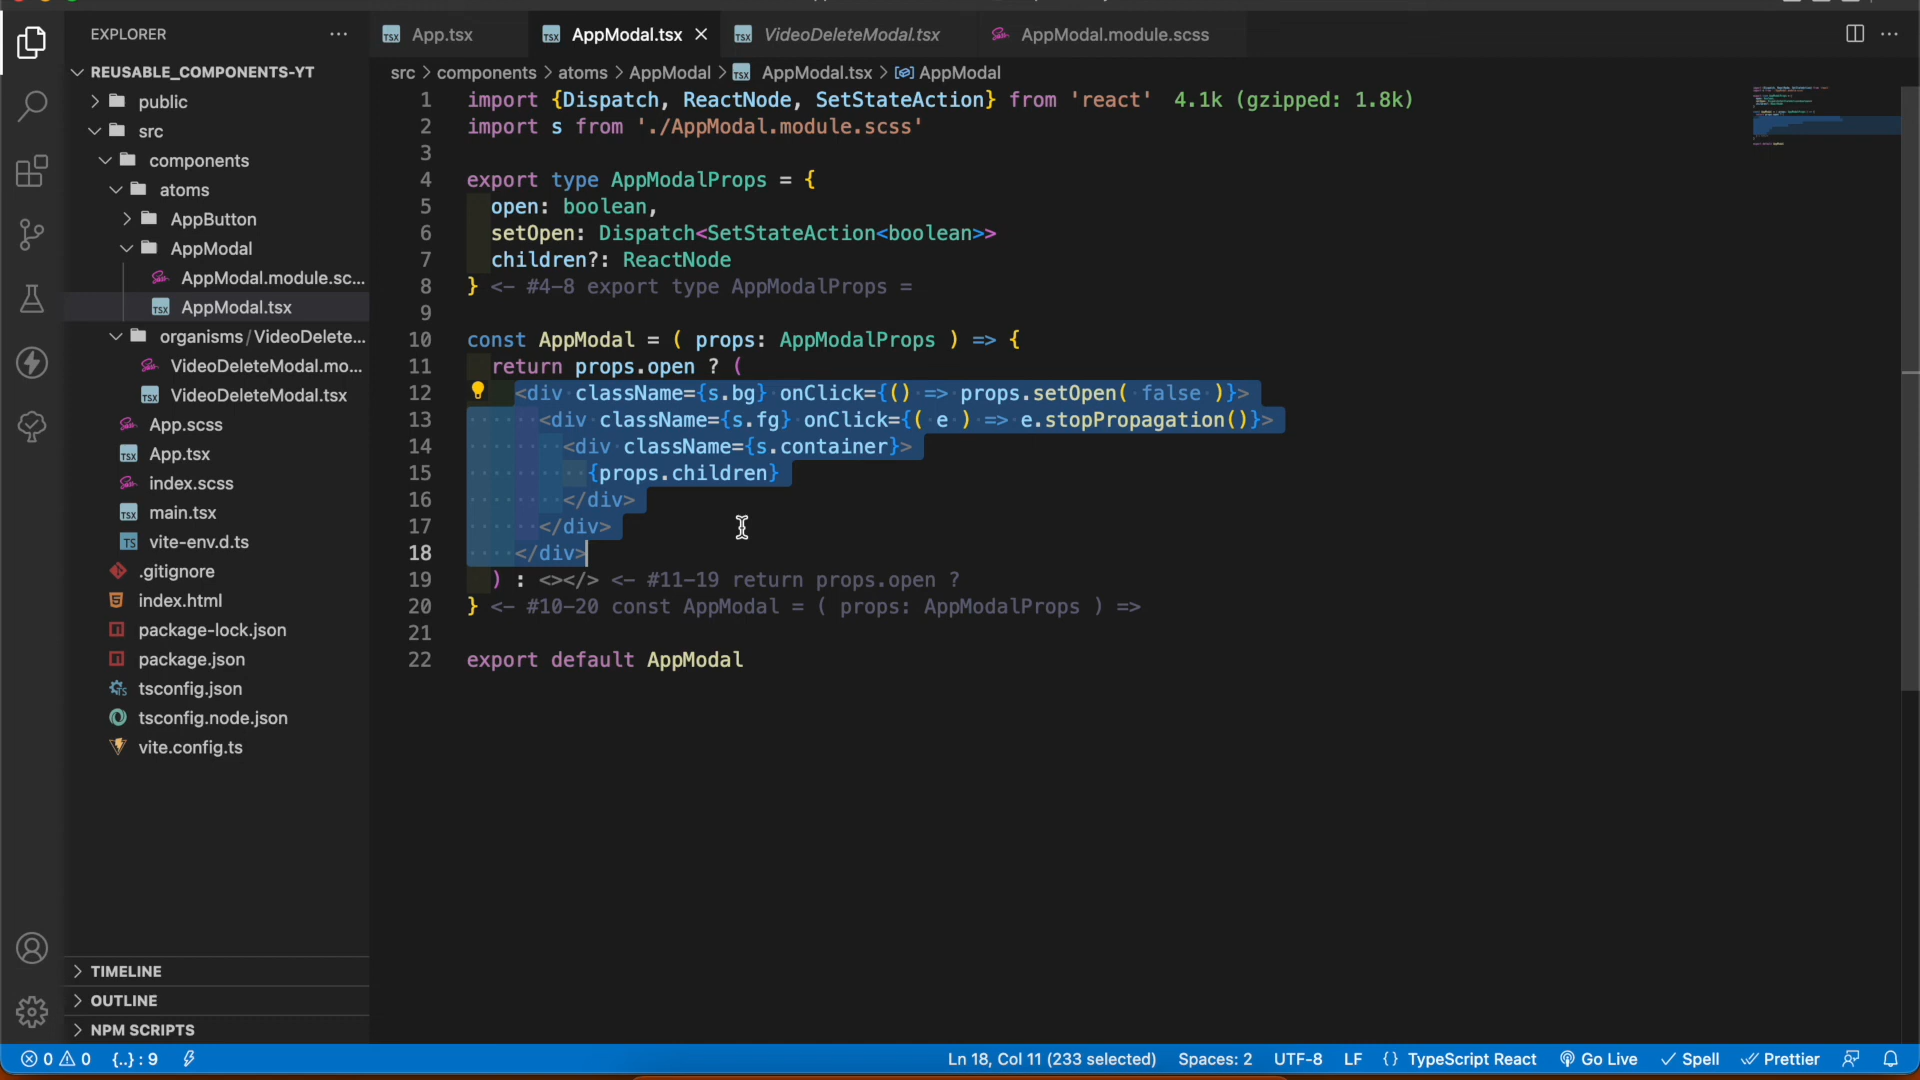 EXPLORER
REUSABLE_COMPONENTS-YT
public
src
components
atoms
AppButton
AppModal
AppModal.module.sc...
AppModal.tsx
organisms/VideoDelete...
VideoDeleteModal.mo...
VideoDeleteModal.tsx
App.scss
App.tsx
index.scss
main.tsx
vite-env.d.ts
.gitignore
index.html
package-lock.json
package.json
tsconfig.json
tsconfig.node.json
vite.config.ts
TIMELINE
OUTLINE
NPM SCRIPTS
App.tsx AppModal.tsx VideoDeleteModal.tsx AppModal.module.scss
src > components > atoms > AppModal > AppModal.tsx > AppModal
1 import {Dispatch, ReactNode, SetStateAction} from 'react' 4.1k (gzipped: 1.8k)
2 import s from './AppModal.module.scss'
3
4 export type AppModalProps = {
5 open: boolean,
6 setOpen: Dispatch<SetStateAction<boolean>>
7 children?: ReactNode
8 } <- #4-8 export type AppModalProps =
9
10 const AppModal = ( props: AppModalProps ) => {
11 return props.open ? (
12 <div className={s.bg} onClick={() => props.setOpen( false )}>
13 <div className={s.fg} onClick={( e ) => e.stopPropagation()}>
14 <div className={s.container}>
15 {props.children}
16 </div>
17 </div>
18 </div>
19 ) : <></> <- #11-19 return props.open ?
20 } <- #10-20 const AppModal = ( props: AppModalProps ) =>
21
22 export default AppModal
0 0 {..} : 9 Ln 18, Col 11 (233 selected) Spaces: 2 UTF-8 LF {} TypeScript React Go Live Spell Prettier